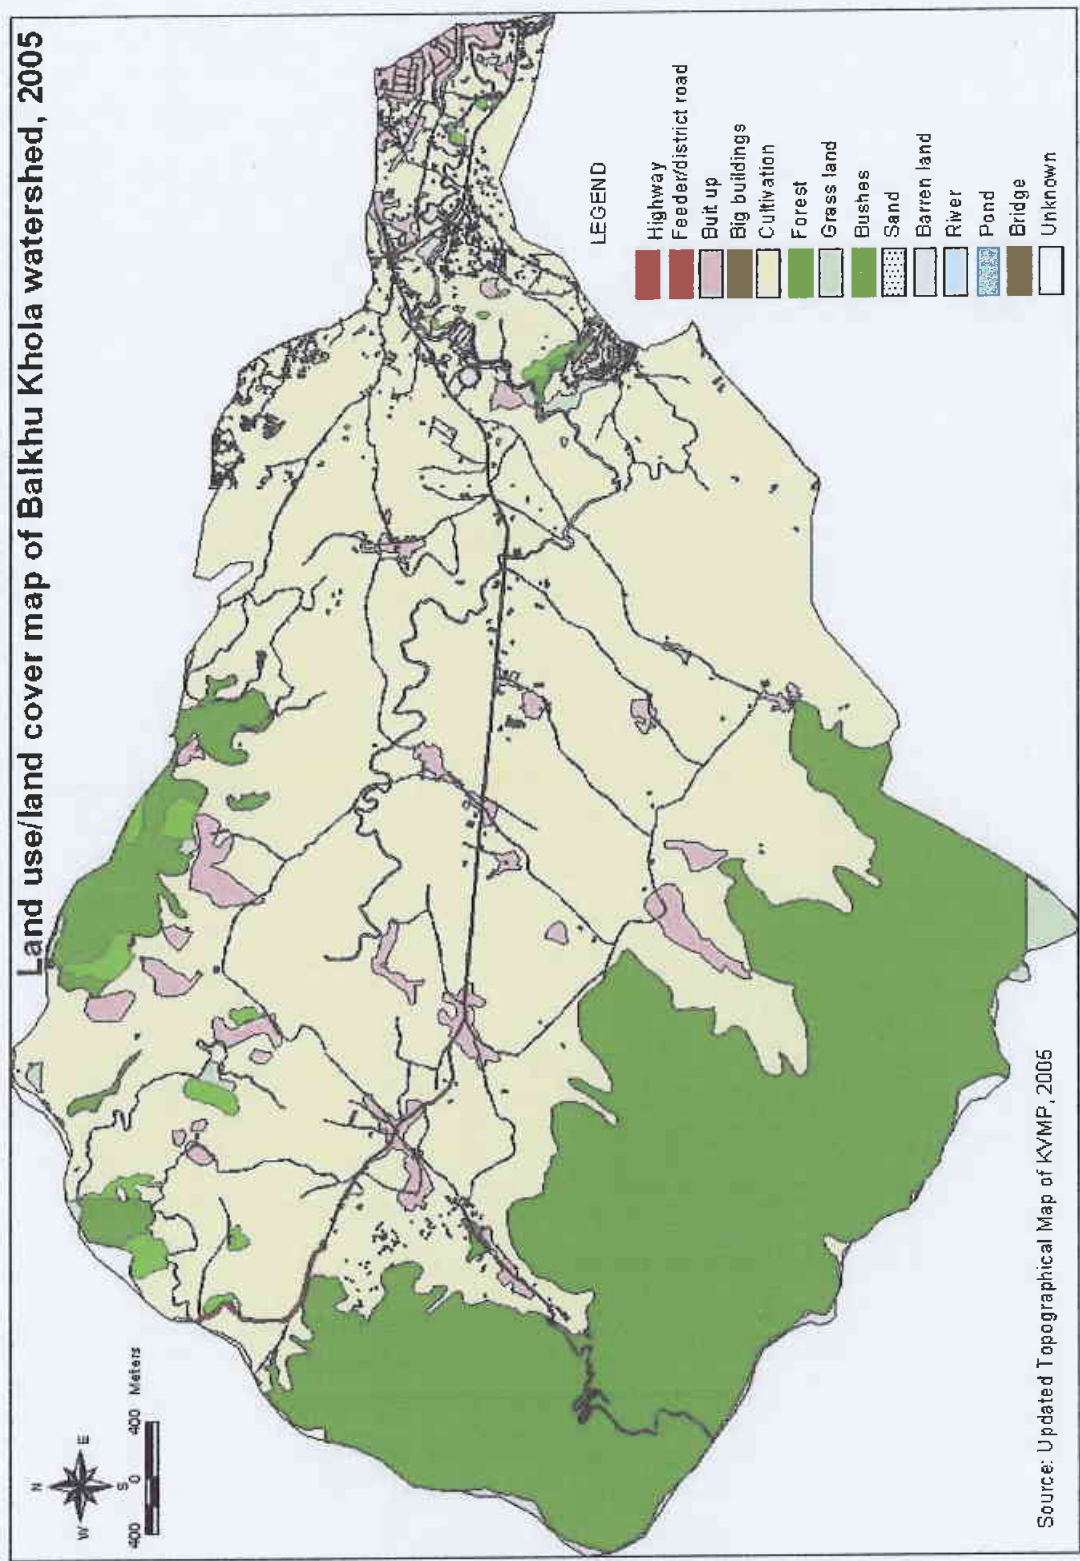 Land use/land cover map of Balkhu Khola watershed, 2005
N
W
E
S
400
0
400
Meters
LEGEND
Highway
Feeder/district road
Buit up
Big buildings
Cultivation
Forest
Grass land
Bushes
Sand
Barren land
River
Pond
Bridge
Unknown
Source: Updated Topographical Map of KVMP, 2005